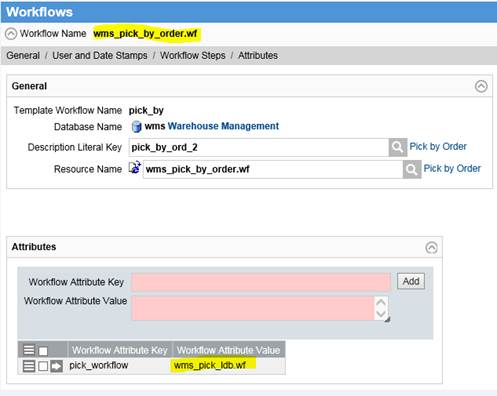 Workflows
Workflow Name wms_pick_by_order.wf
General / User and Date Stamps / Workflow Steps / Attributes
General
Template Workflow Name pick_by
Database Name wms Warehouse Management
Description Literal Key pick_by_ord_2 Pick by Order
Resource Name wms_pick_by_order.wf Pick by Order
Attributes
Workflow Attribute Key Add
Workflow Attribute Value
Workflow Attribute Key Workflow Attribute Value
pick_workflow wms_pick_ldb.wf